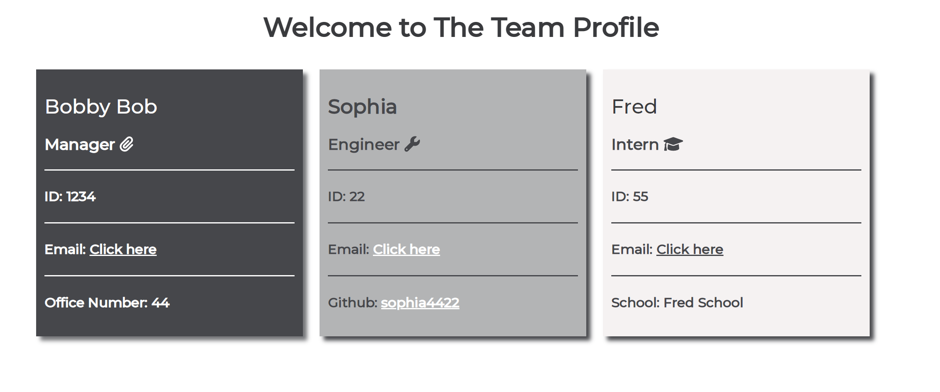 Welcome to The Team Profile
Bobby Bob
Manager
ID: 1234
Email: Click here
Office Number: 44
Sophia
Engineer
ID: 22
Email: Click here
Github: sophia4422
Fred
Intern
ID: 55
Email: Click here
School: Fred School